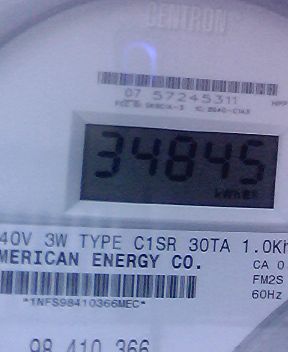 CENTRON
07 57245311
34845
kWh
40V 3W TYPE C1SR 30TA 1.0Kh
MERICAN ENERGY CO.
CA 0
FM2S
60Hz
*1NFS98410366MEC*
98 410 366